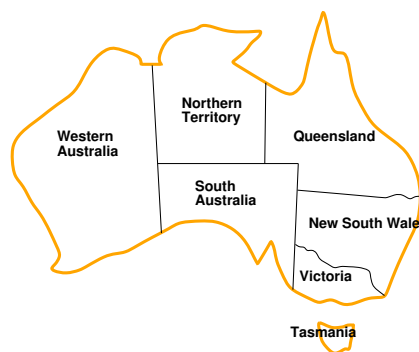 Northern
Territory
Western
Australia
Queensland
South
Australia
New South Wale
Victoria
Tasmania